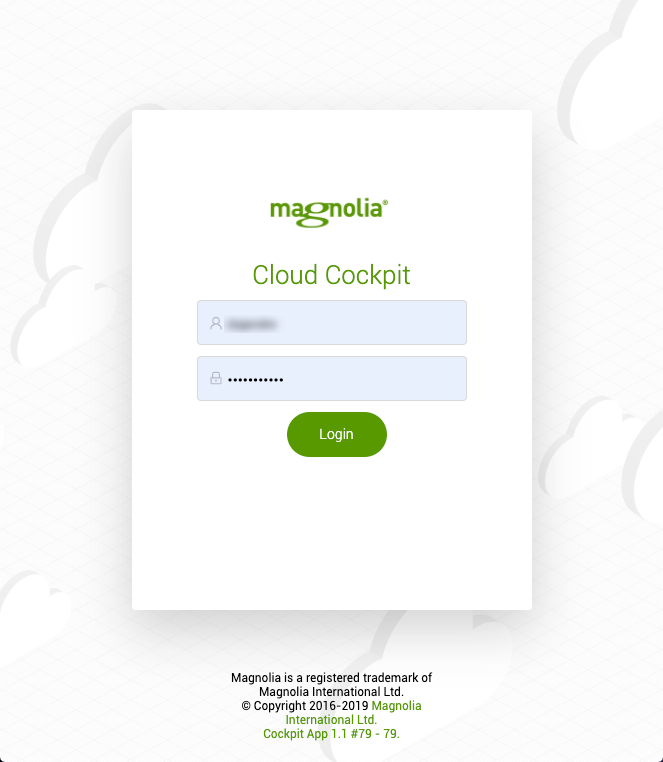 magnolia®
Cloud Cockpit
•••••••••••
Login
Magnolia is a registered trademark of
Magnolia International Ltd.
© Copyright 2016-2019 Magnolia
International Ltd.
Cockpit App 1.1 #79 - 79.